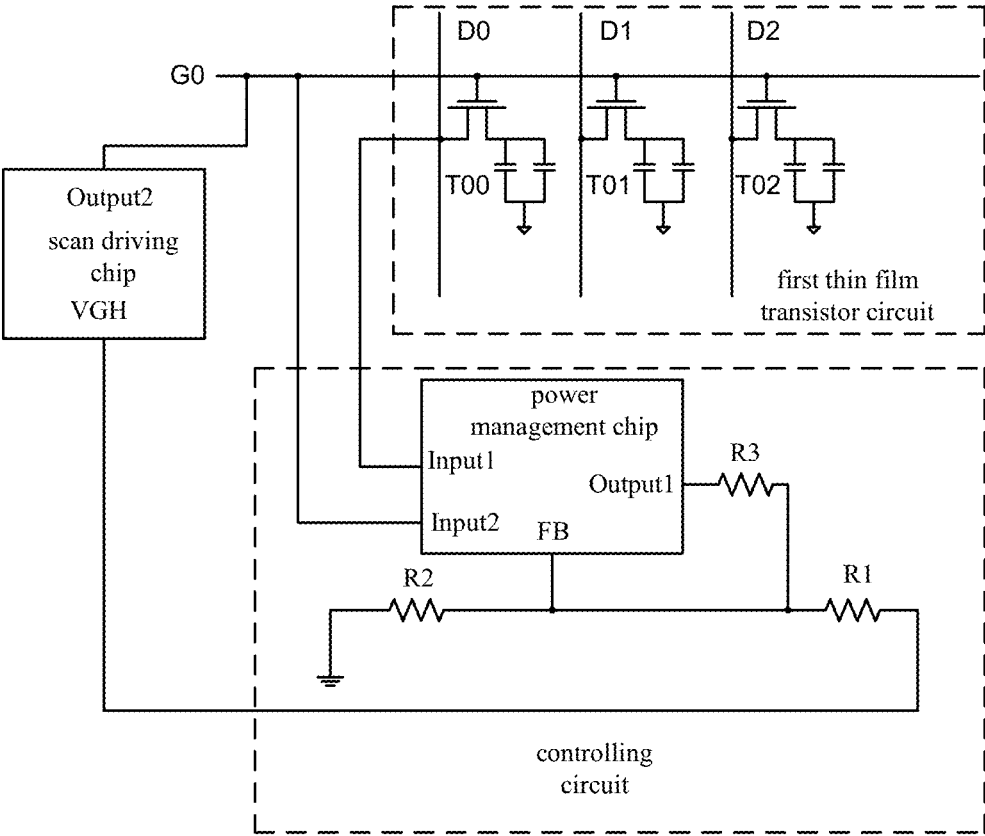 D0 D1 D2
G0
T00 T01 T02
Output2
scan driving
chip
VGH
first thin film
transistor circuit
power
management chip
Input1
R3
Output1
Input2
FB
R2
R1
controlling
circuit